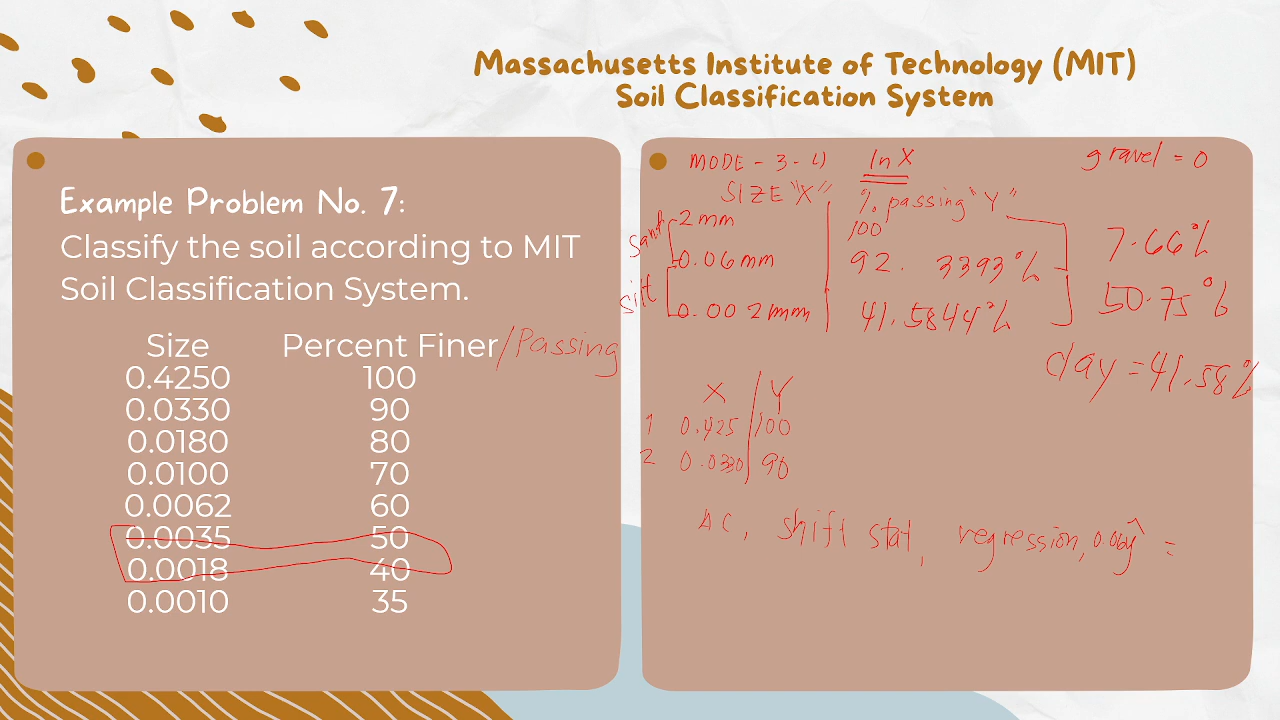 Massachusetts Institute of Technology (MIT)
Soil Classification System
Example Problem No. 7:
Classify the soil according to MIT
Soil Classification System.
Size Percent Finer/Passing
0.4250 100
0.0330 90
0.0180 80
0.0100 70
0.0062 60
0.0035 50
0.0018 40
0.0010 35
MODE - 3 - 4) ln X gravel = 0
SIZE "X" % passing "Y"
sand 2 mm 100 7.66%
0.06mm 92.3393%
silt 0.002mm 41.5844% 50.75%
clay = 41.58%
X Y
1 0.425 100
2 0.0330 90
AC, shift stat, regression, 0.06ŷ =